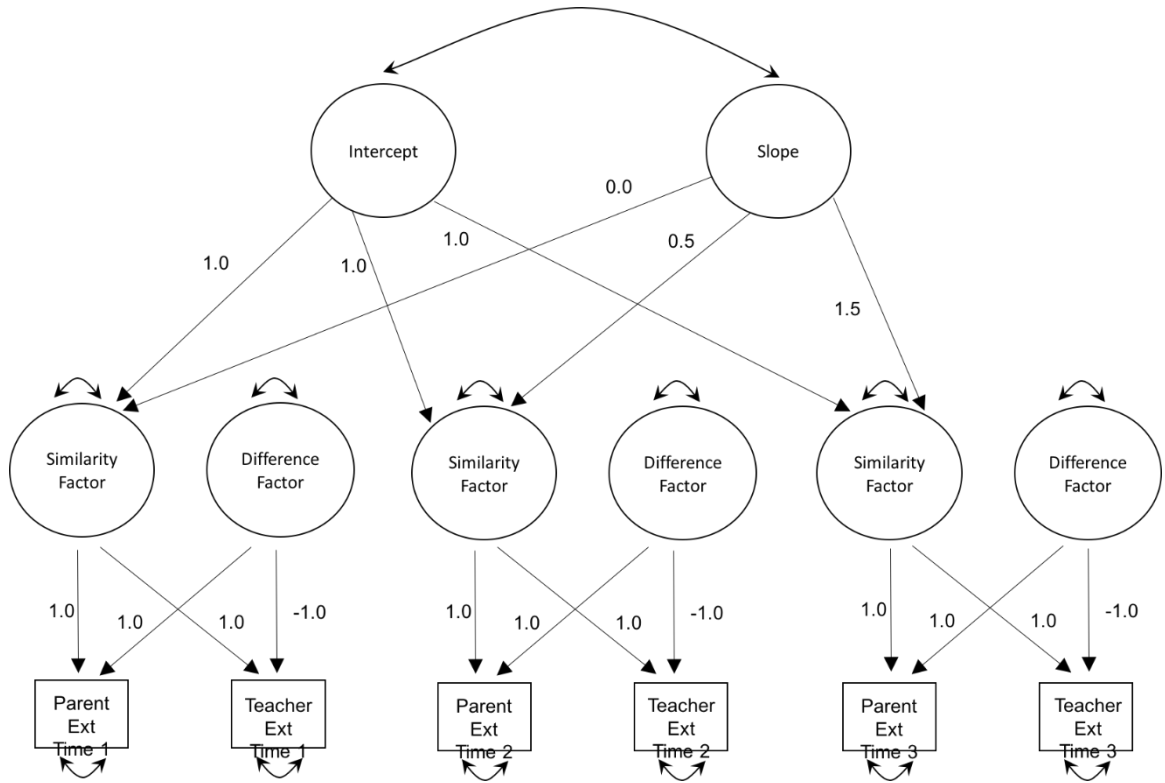 Intercept
Slope
0.0
1.0
1.0
1.0
0.5
1.5
Similarity
Factor
Difference
Factor
Similarity
Factor
Difference
Factor
Similarity
Factor
Difference
Factor
1.0
1.0
1.0
-1.0
1.0
1.0
1.0
-1.0
1.0
1.0
1.0
-1.0
Parent
Ext
Time 1
Teacher
Ext
Time 1
Parent
Ext
Time 2
Teacher
Ext
Time 2
Parent
Ext
Time 3
Teacher
Ext
Time 3